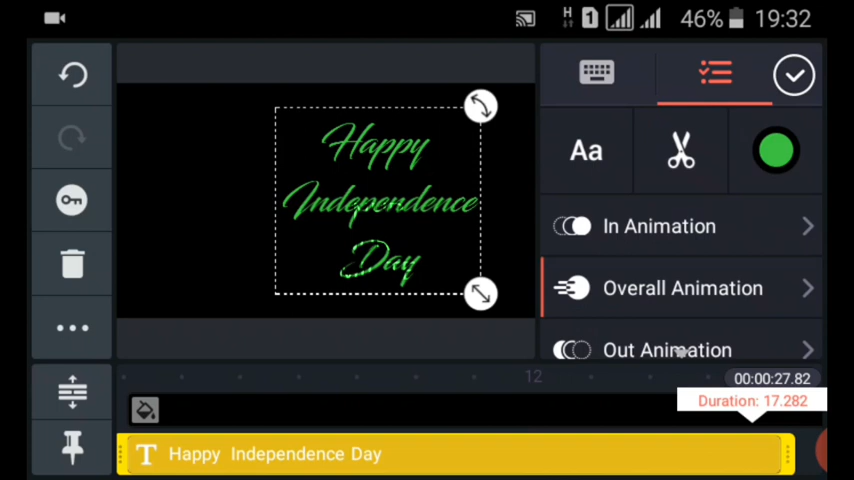 H 1 46% 19:32
Happy
Independence
Day
Aa
In Animation
Overall Animation
Out Animation
12
00:00:27.82
Duration: 17.282
T Happy Independence Day